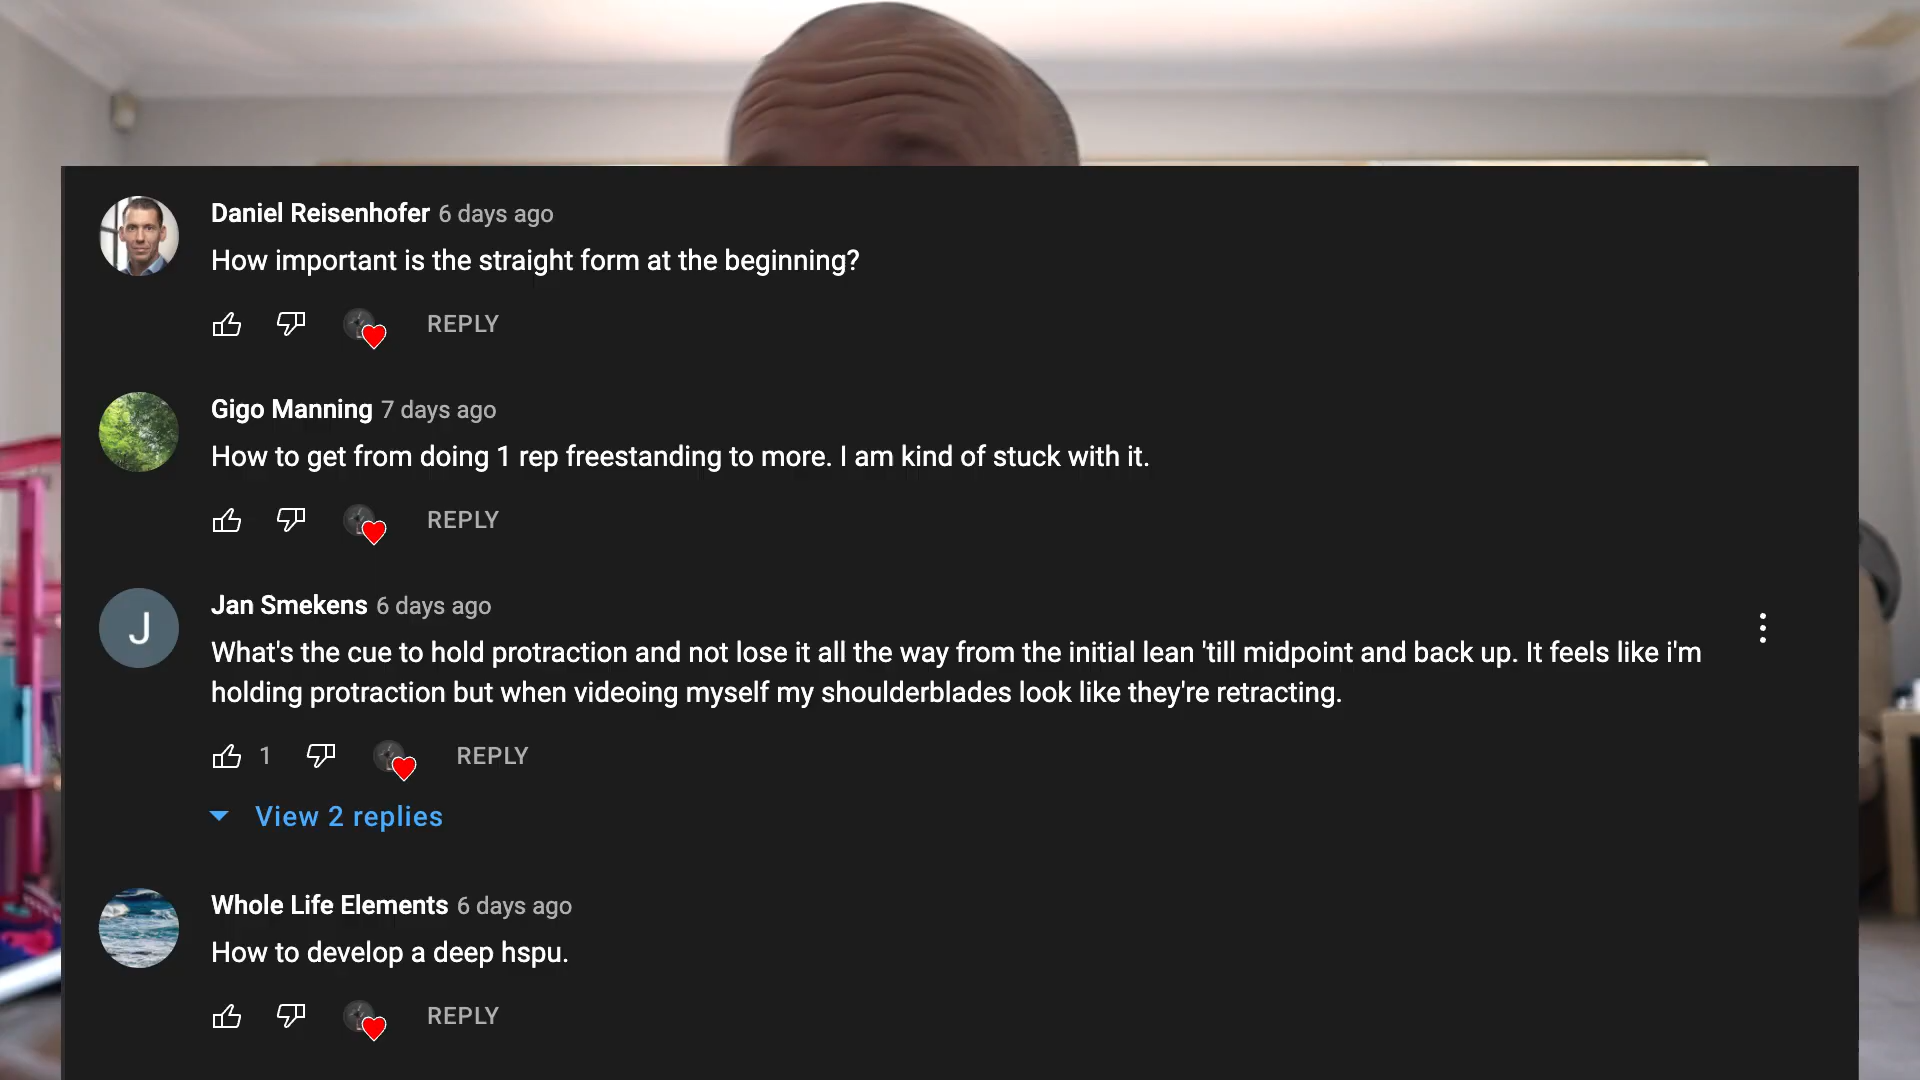 Daniel Reisenhofer 6 days ago
How important is the straight form at the beginning?
REPLY
Gigo Manning 7 days ago
How to get from doing 1 rep freestanding to more. I am kind of stuck with it.
REPLY
J
Jan Smekens 6 days ago
What's the cue to hold protraction and not lose it all the way from the initial lean 'till midpoint and back up. It feels like i'm
holding protraction but when videoing myself my shoulderblades look like they're retracting.
1 REPLY
View 2 replies
Whole Life Elements 6 days ago
How to develop a deep hspu.
REPLY